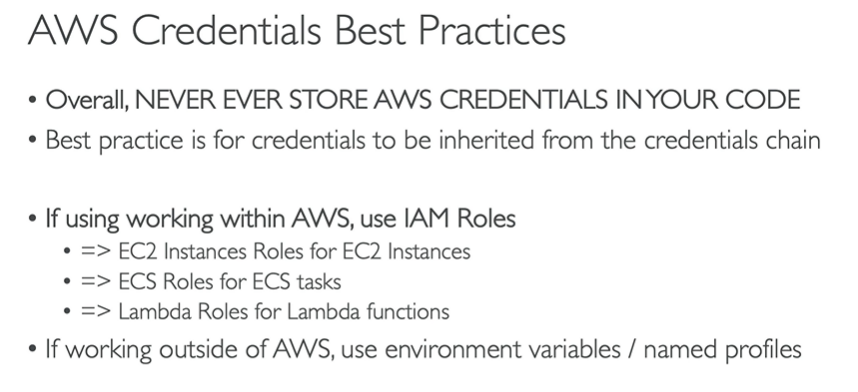 AWS Credentials Best Practices
• Overall, NEVER EVER STORE AWS CREDENTIALS IN YOUR CODE
• Best practice is for credentials to be inherited from the credentials chain
• If using working within AWS, use IAM Roles
• => EC2 Instances Roles for EC2 Instances
• => ECS Roles for ECS tasks
• => Lambda Roles for Lambda functions
• If working outside of AWS, use environment variables / named profiles